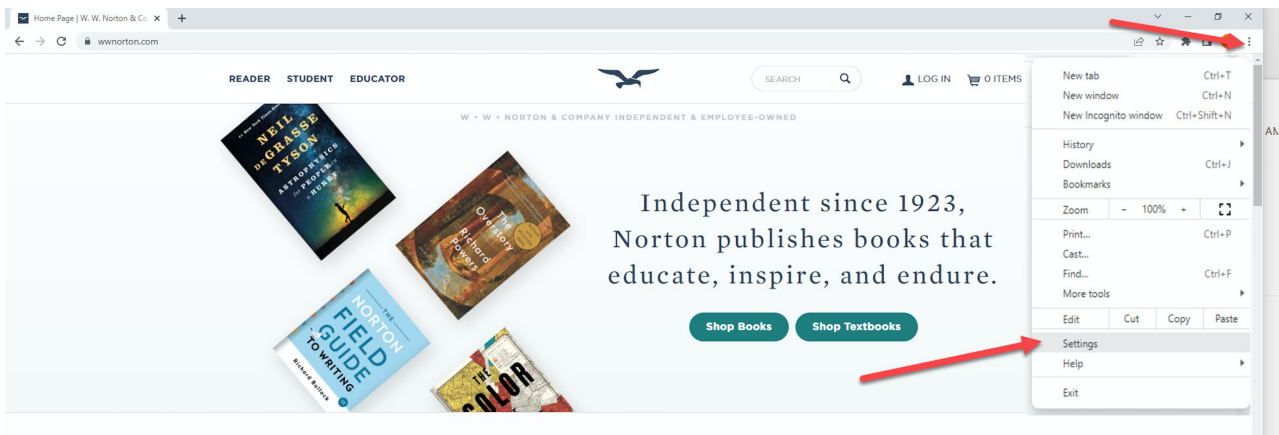 Home Page | W. W. Norton & Co
wwnorton.com
READER STUDENT EDUCATOR
SEARCH
LOG IN
0 ITEMS
W • W • NORTON & COMPANY INDEPENDENT & EMPLOYEE-OWNED
NEIL
DEGRASSE
TYSON
ASTROPHYSICS
for PEOPLE in
a HURRY
The
Overstory
Richard
Powers
THE
NORTON
FIELD
GUIDE
TO WRITING
Richard Bullock
THE
COLOR
Independent since 1923,
Norton publishes books that
educate, inspire, and endure.
Shop Books
Shop Textbooks
New tab Ctrl+T
New window Ctrl+N
New Incognito window Ctrl+Shift+N
History
Downloads Ctrl+J
Bookmarks
Zoom - 100% +
Print... Ctrl+P
Cast...
Find... Ctrl+F
More tools
Edit Cut Copy Paste
Settings
Help
Exit